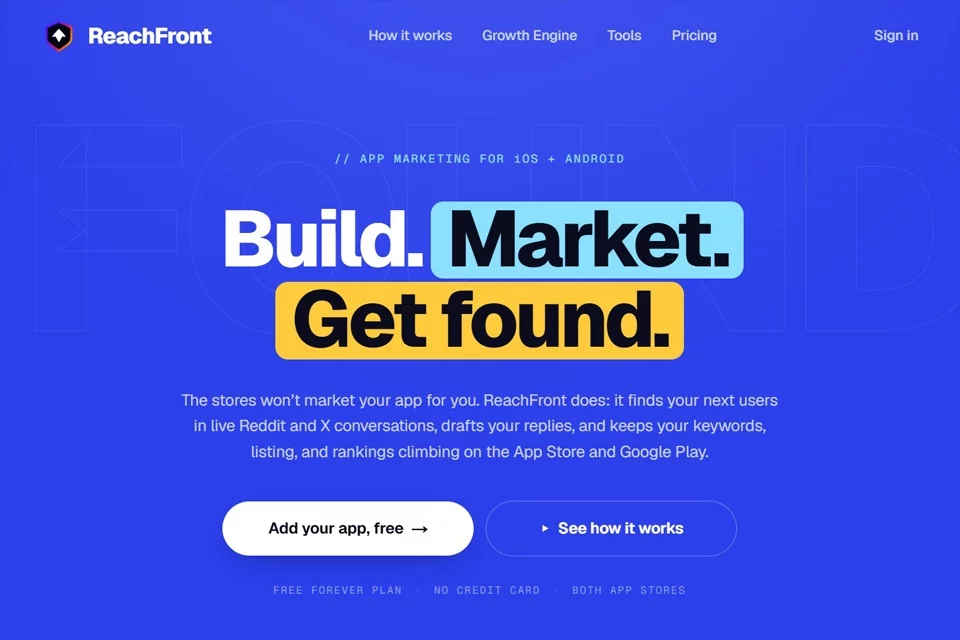 ReachFront
How it works
Growth Engine
Tools
Pricing
Sign in
FOUND
// APP MARKETING FOR iOS + ANDROID
Build. Market.
Get found.
The stores won’t market your app for you. ReachFront does: it finds your next users
in live Reddit and X conversations, drafts your replies, and keeps your keywords,
listing, and rankings climbing on the App Store and Google Play.
Add your app, free →
▶ See how it works
FREE FOREVER PLAN · NO CREDIT CARD · BOTH APP STORES